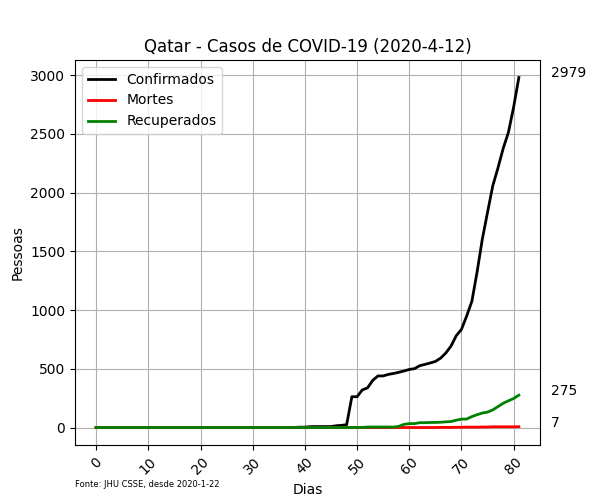 Qatar - Casos de COVID-19 (2020-4-12)
Confirmados
Mortes
Recuperados
Pessoas
3000
2500
2000
1500
1000
500
0
2979
275
7
0
10
20
30
40
50
60
70
80
Dias
Fonte: JHU CSSE, desde 2020-1-22